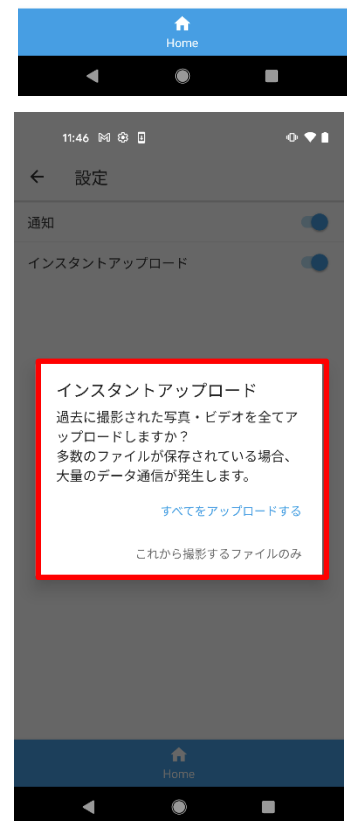 Home
11:46
設定
通知
インスタントアップロード
インスタントアップロード
過去に撮影された写真・ビデオを全てア
ップロードしますか？
多数のファイルが保存されている場合、
大量のデータ通信が発生します。
すべてをアップロードする
これから撮影するファイルのみ
Home